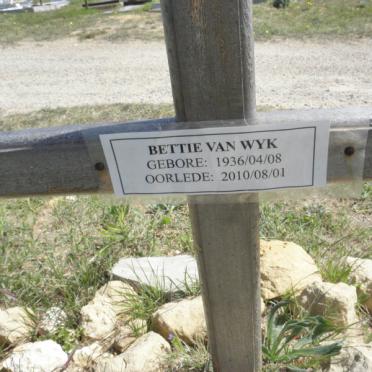 BETTIE VAN WYK
GEBORE: 1936/04/08
OORLEDE: 2010/08/01